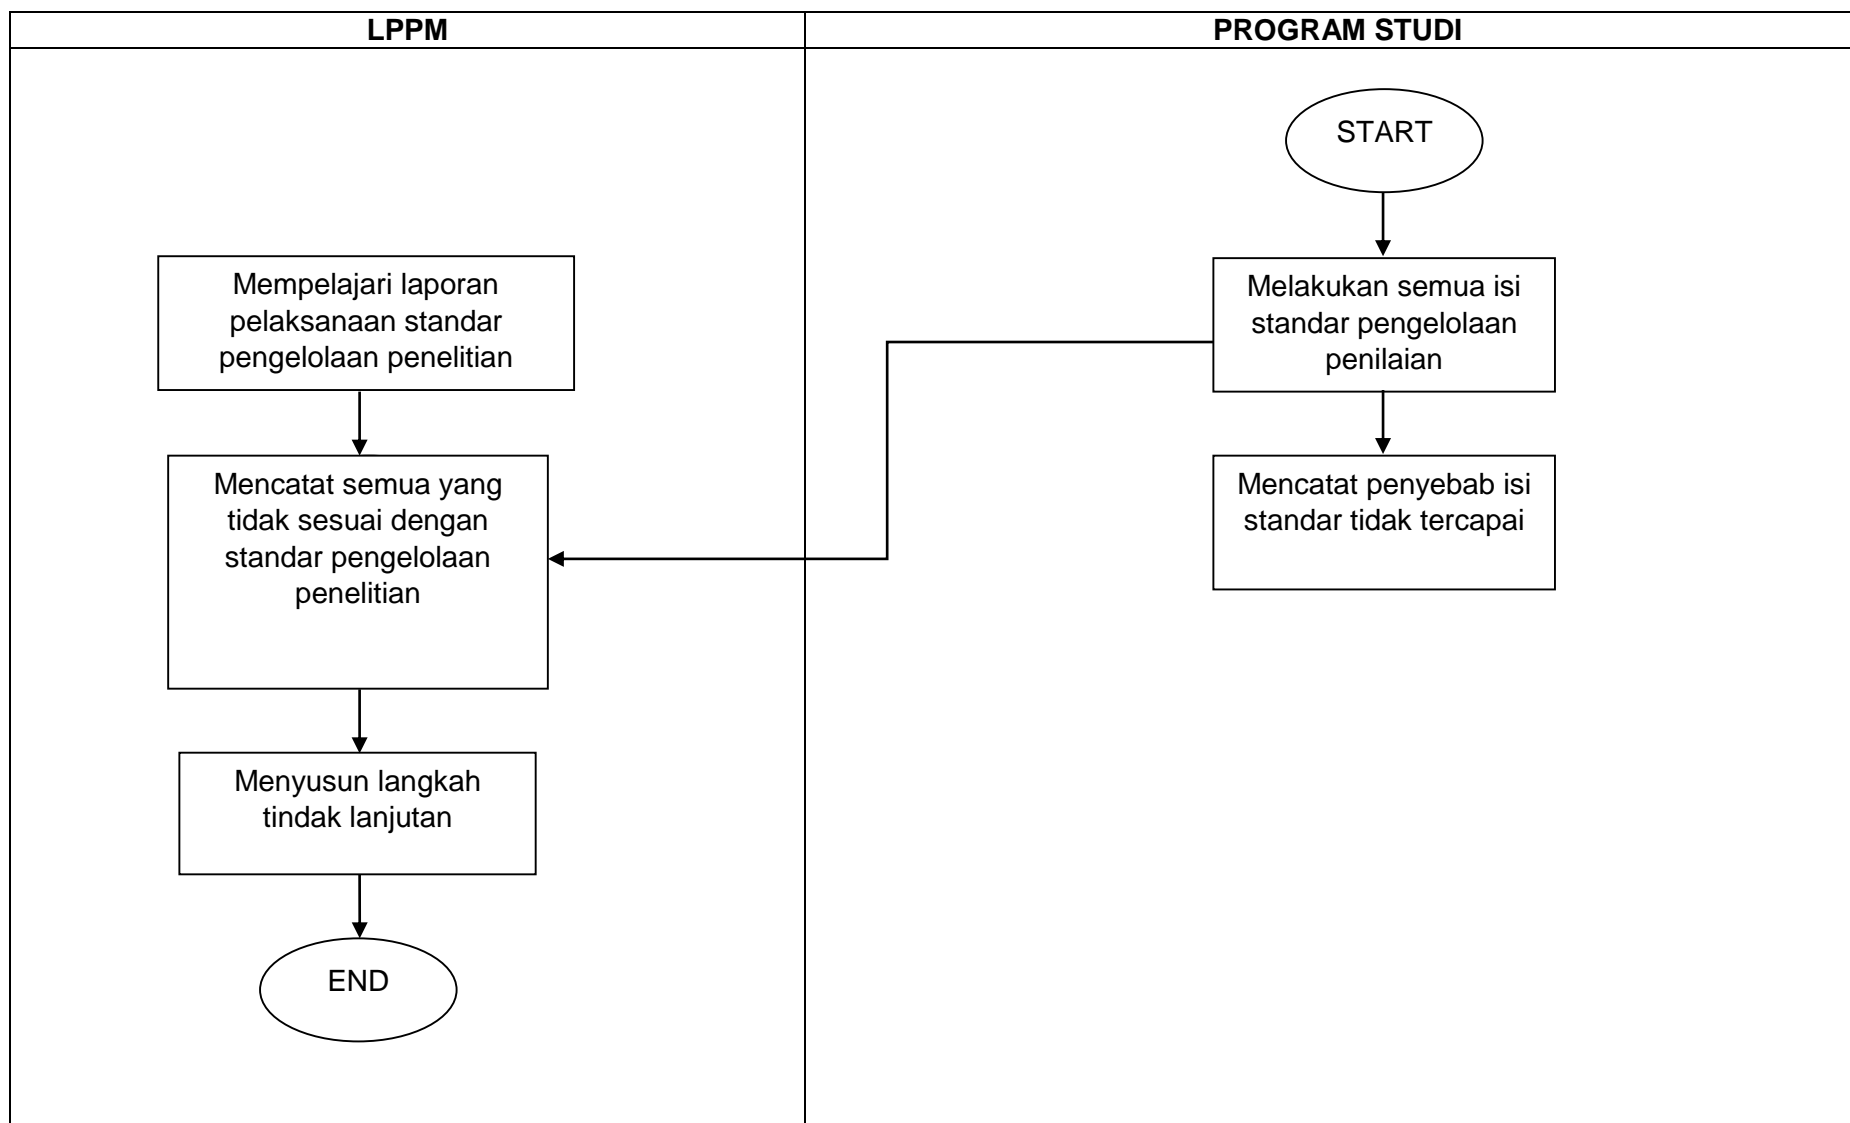 LPPM
PROGRAM STUDI
START
Mempelajari laporan
pelaksanaan standar
pengelolaan penelitian
Melakukan semua isi
standar pengelolaan
penilaian
Mencatat semua yang
tidak sesuai dengan
standar pengelolaan
penelitian
Mencatat penyebab isi
standar tidak tercapai
Menyusun langkah
tindak lanjutan
END